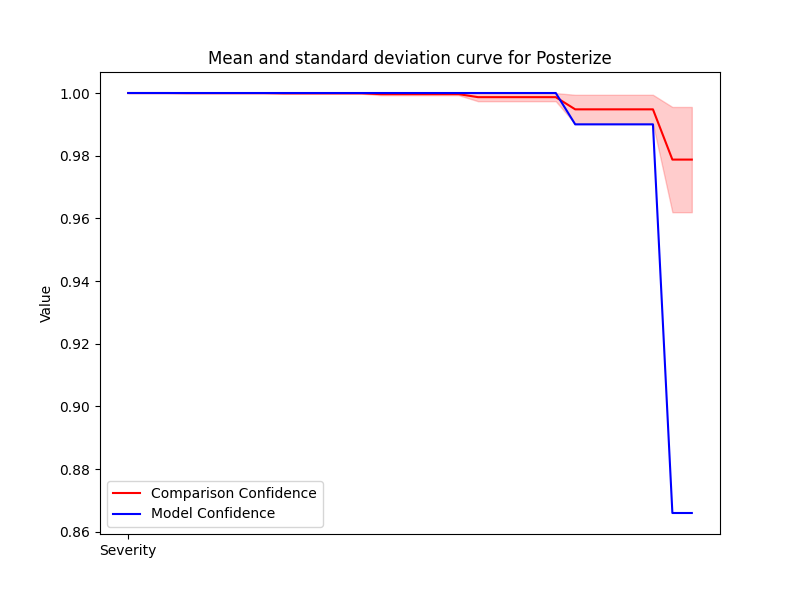 Mean and standard deviation curve for Posterize
1.00
0.98
0.96
0.94
0.92
0.90
0.88
0.86
Value
Comparison Confidence
Model Confidence
Severity